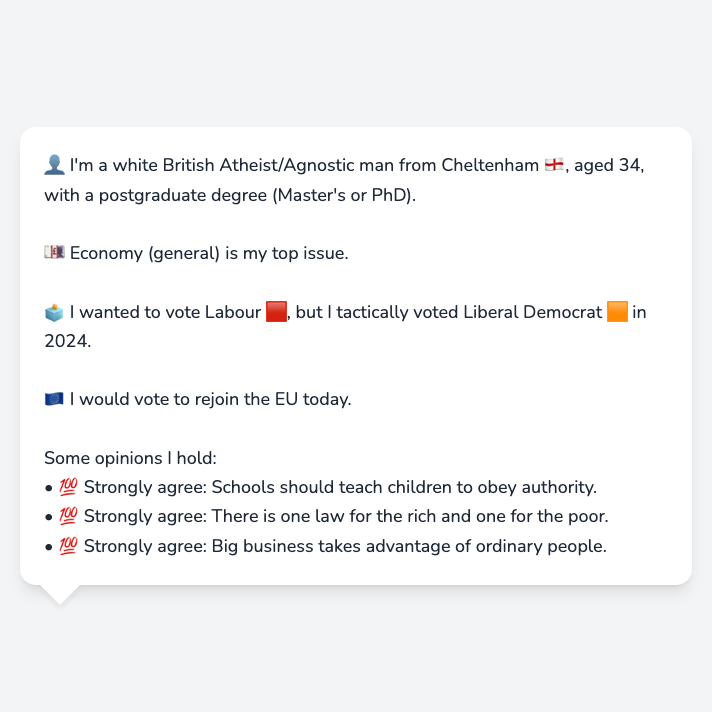 👤 I'm a white British Atheist/Agnostic man from Cheltenham 🏴󠁧󠁢󠁥󠁮󠁧󠁿, aged 34,
with a postgraduate degree (Master's or PhD).
💷 Economy (general) is my top issue.
🗳️ I wanted to vote Labour 🟥, but I tactically voted Liberal Democrat 🟧 in
2024.
🇪🇺 I would vote to rejoin the EU today.
Some opinions I hold:
• 💯 Strongly agree: Schools should teach children to obey authority.
• 💯 Strongly agree: There is one law for the rich and one for the poor.
• 💯 Strongly agree: Big business takes advantage of ordinary people.